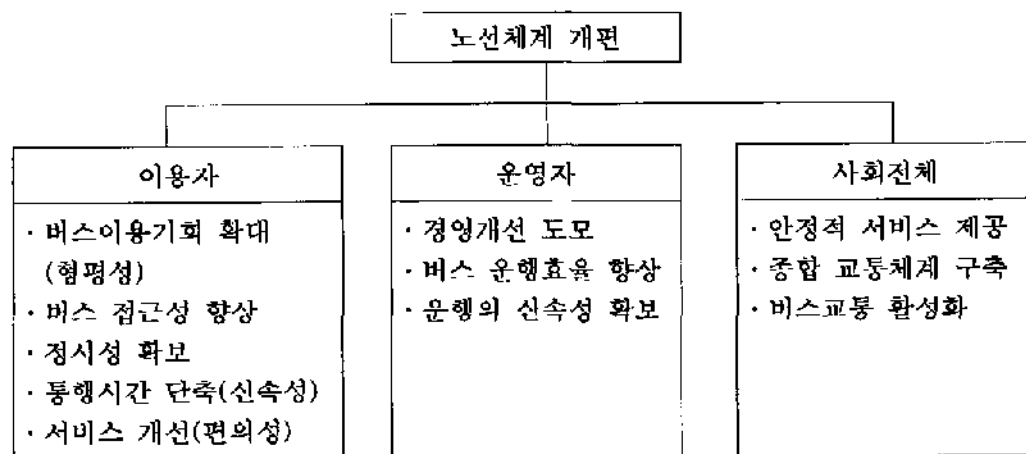 노선체계 개편
이용자
· 버스이용기회 확대
(형평성)
· 버스 접근성 향상
· 정시성 확보
· 통행시간 단축(신속성)
· 서비스 개선(편의성)
운영자
· 경영개선 도모
· 버스 운행효율 향상
· 운행의 신속성 확보
사회전체
· 안정적 서비스 제공
· 종합 교통체계 구축
· 버스교통 활성화